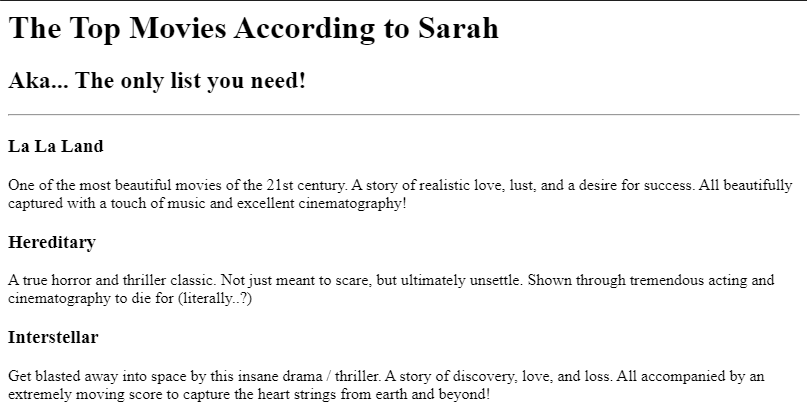 The Top Movies According to Sarah
Aka... The only list you need!
La La Land
One of the most beautiful movies of the 21st century. A story of realistic love, lust, and a desire for success. All beautifully
captured with a touch of music and excellent cinematography!
Hereditary
A true horror and thriller classic. Not just meant to scare, but ultimately unsettle. Shown through tremendous acting and
cinematography to die for (literally..?)
Interstellar
Get blasted away into space by this insane drama / thriller. A story of discovery, love, and loss. All accompanied by an
extremely moving score to capture the heart strings from earth and beyond!